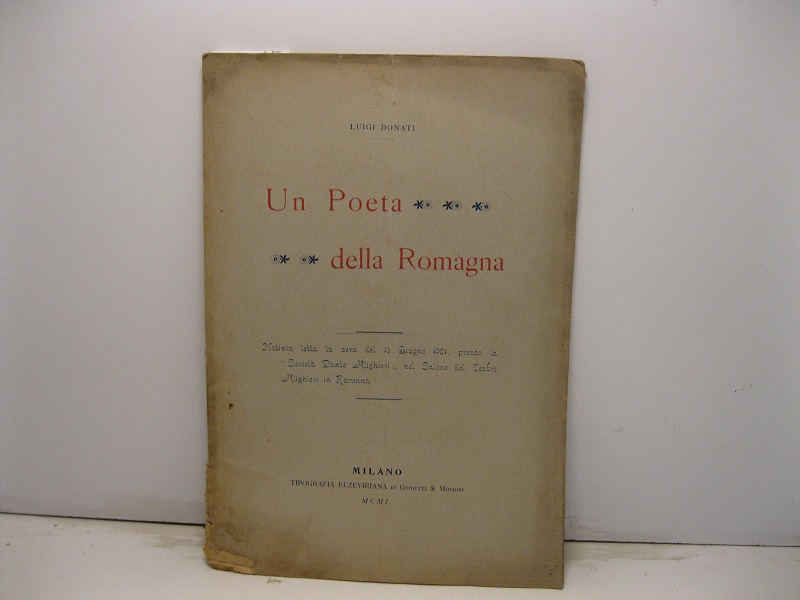 LUIGI DONATI
Un Poeta
della Romagna
Notizia letta la sera del 16 Giugno 1901, presso la
"Società Dante Alighieri„, nel Salone del Teatro
Alighieri in Ravenna.
MILANO
TIPOGRAFIA ELZEVIRIANA DI
MCMI.